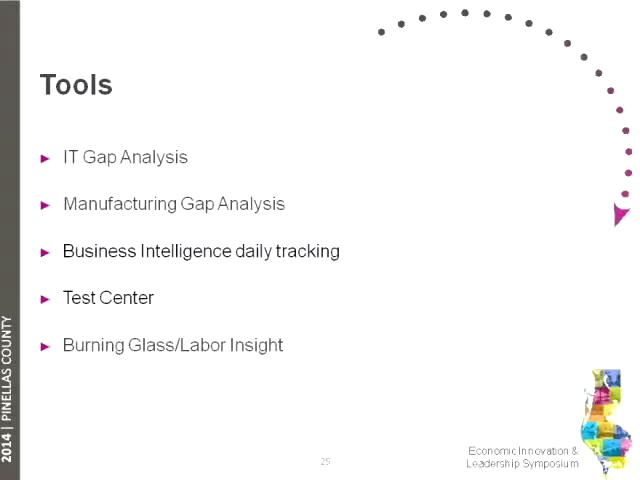 Tools
IT Gap Analysis
Manufacturing Gap Analysis
Business Intelligence daily tracking
Test Center
Burning Glass/Labor Insight
2014 | PINELLAS COUNTY
25
Economic Innovation &
Leadership Symposium